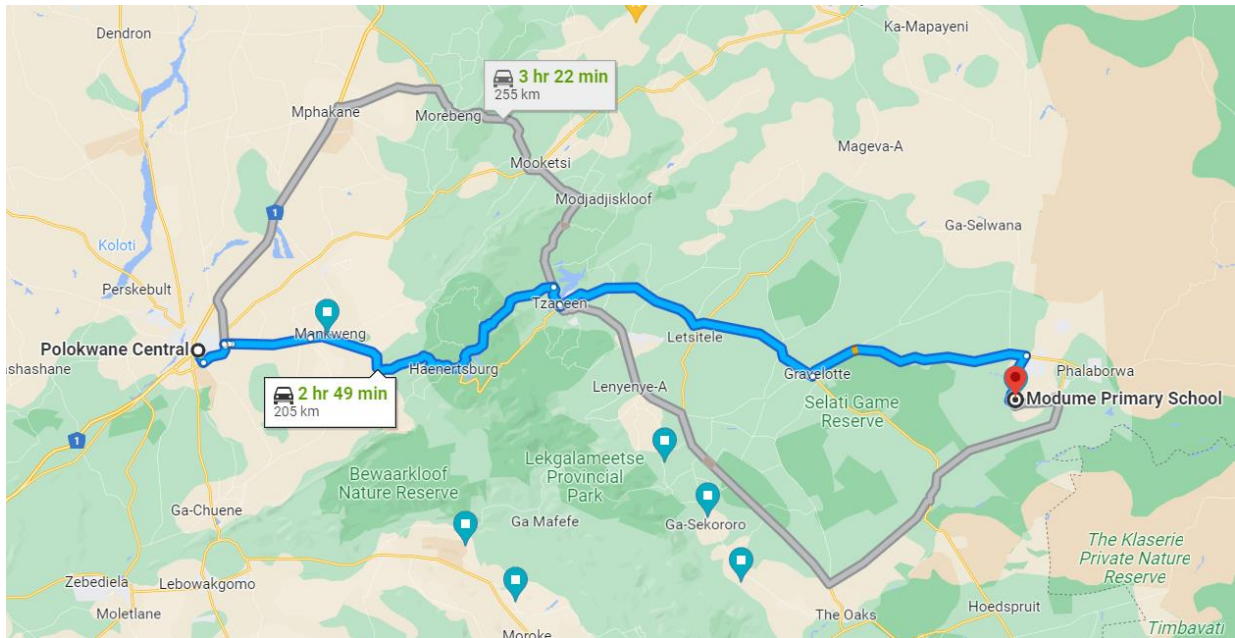 Dendron
Ka-Mapayeni
3 hr 22 min
255 km
Mphakane
Morebeng
Mageva-A
Mooketsi
Modjadjiskloof
1
Ga-Selwana
Koloti
Perskebult
Tzaneen
Mankweng
Letsitele
Polokwane Central
ashashane
Haenertsburg
Gravelotte
Phalaborwa
2 hr 49 min
205 km
Lenyenye-A
Selati Game
Reserve
Modume Primary School
1
Bewaarkloof
Nature Reserve
Lekgalameetse
Provincial
Park
Ga-Chuene
Ga Mafefe
Ga-Sekororo
The Klaserie
Private Nature
Reserve
Zebediela
Lebowakgomo
Moletlane
The Oaks
Hoedspruit
Moroke
Timbavati